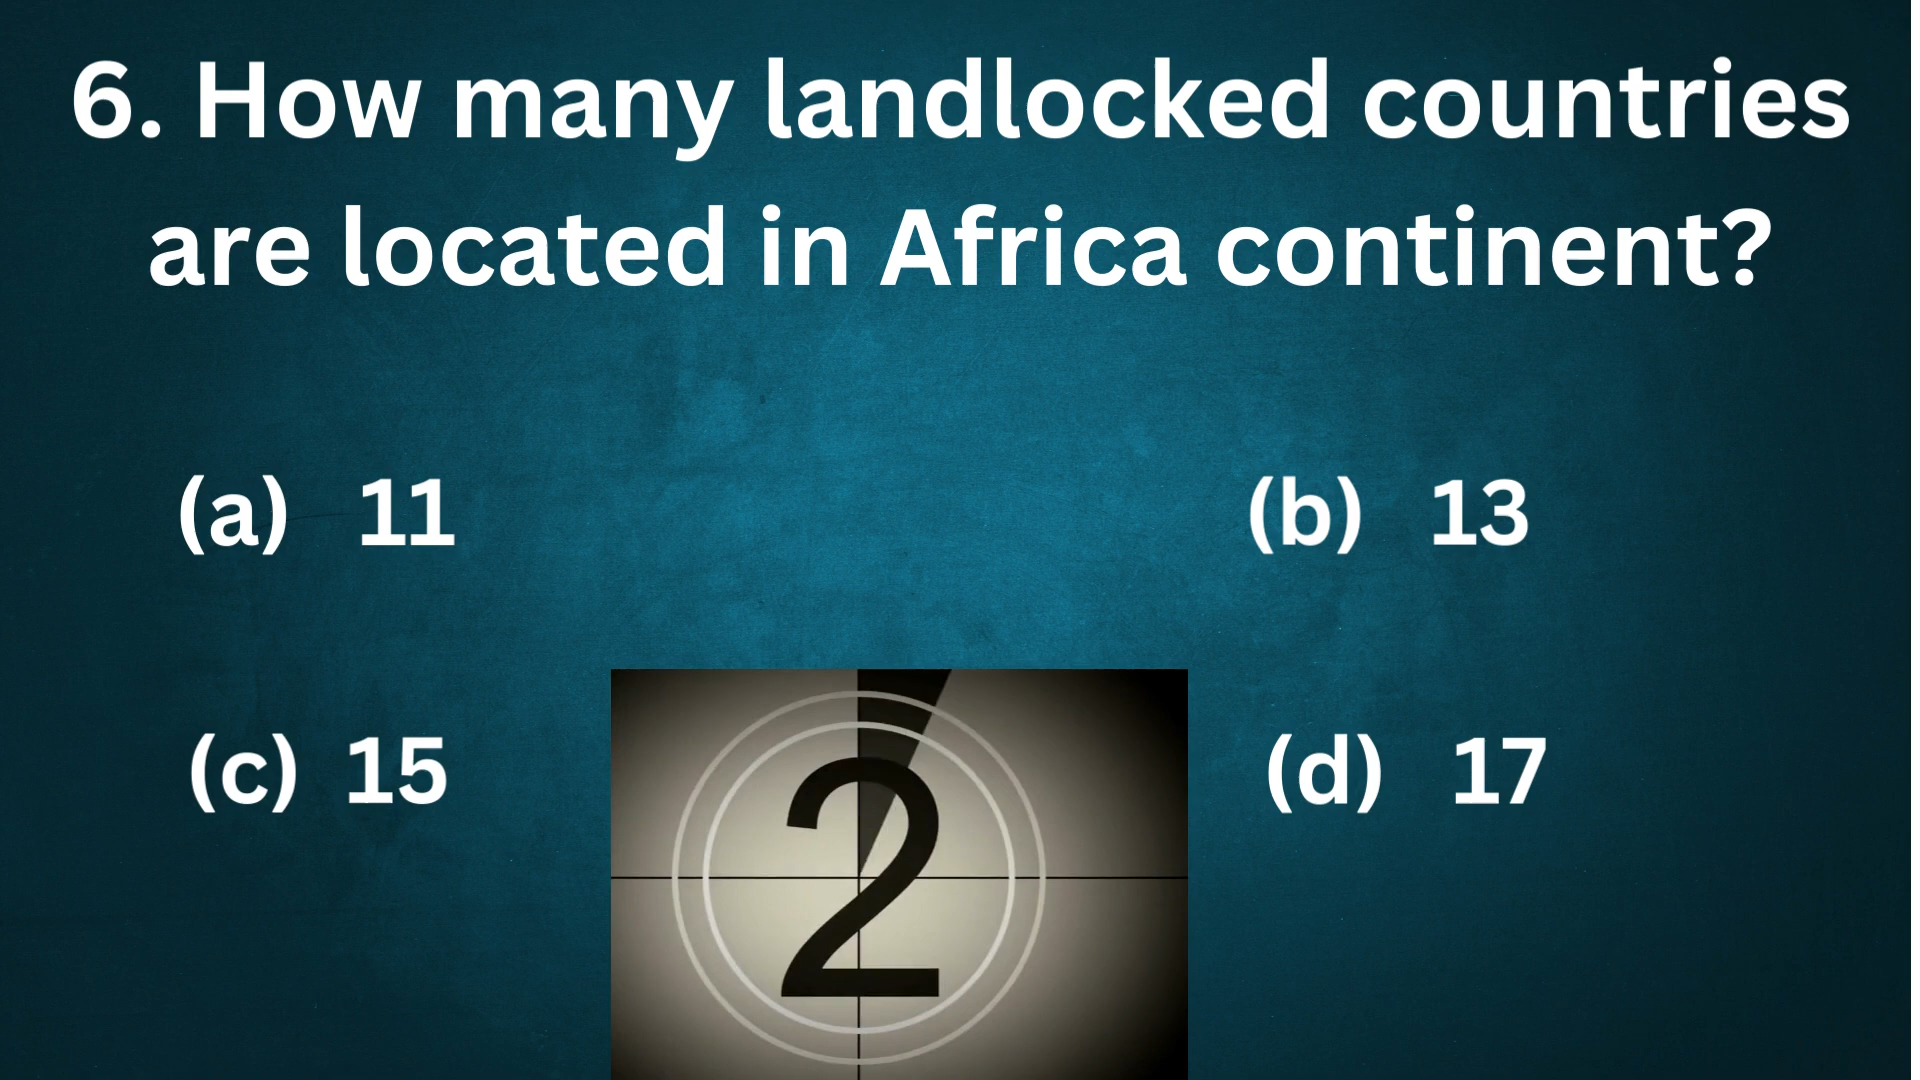 6. How many landlocked countries
are located in Africa continent?
(a) 11
(b) 13
(c) 15
(d) 17
2